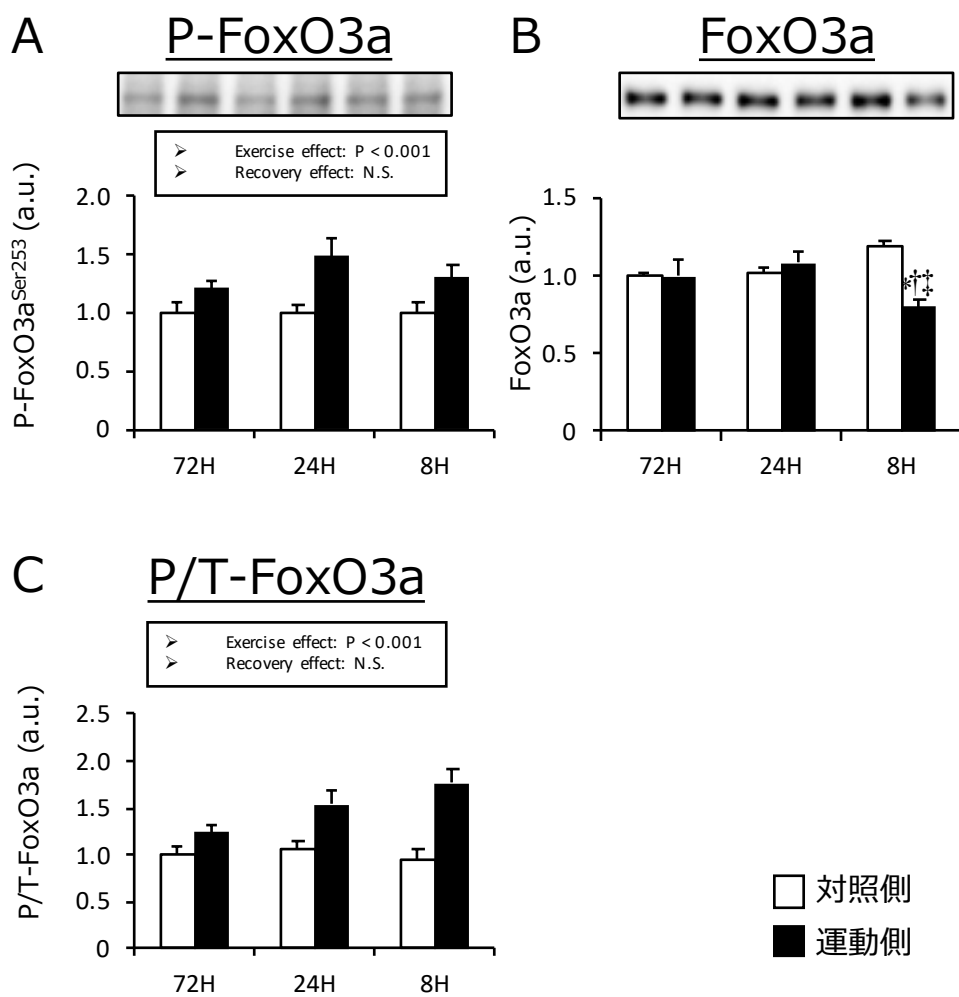 A
P-FoxO3a
➢ Exercise effect: P < 0.001
➢ Recovery effect: N.S.
P-FoxO3aSer253 (a.u.)
2.0
1.5
1.0
0.5
0
72H 24H 8H
B
FoxO3a
FoxO3a (a.u.)
1.5
1.0
0.5
0
*†‡
72H 24H 8H
C
P/T-FoxO3a
➢ Exercise effect: P < 0.001
➢ Recovery effect: N.S.
P/T-FoxO3a (a.u.)
2.5
2.0
1.5
1.0
0.5
0
72H 24H 8H
対照側
運動側